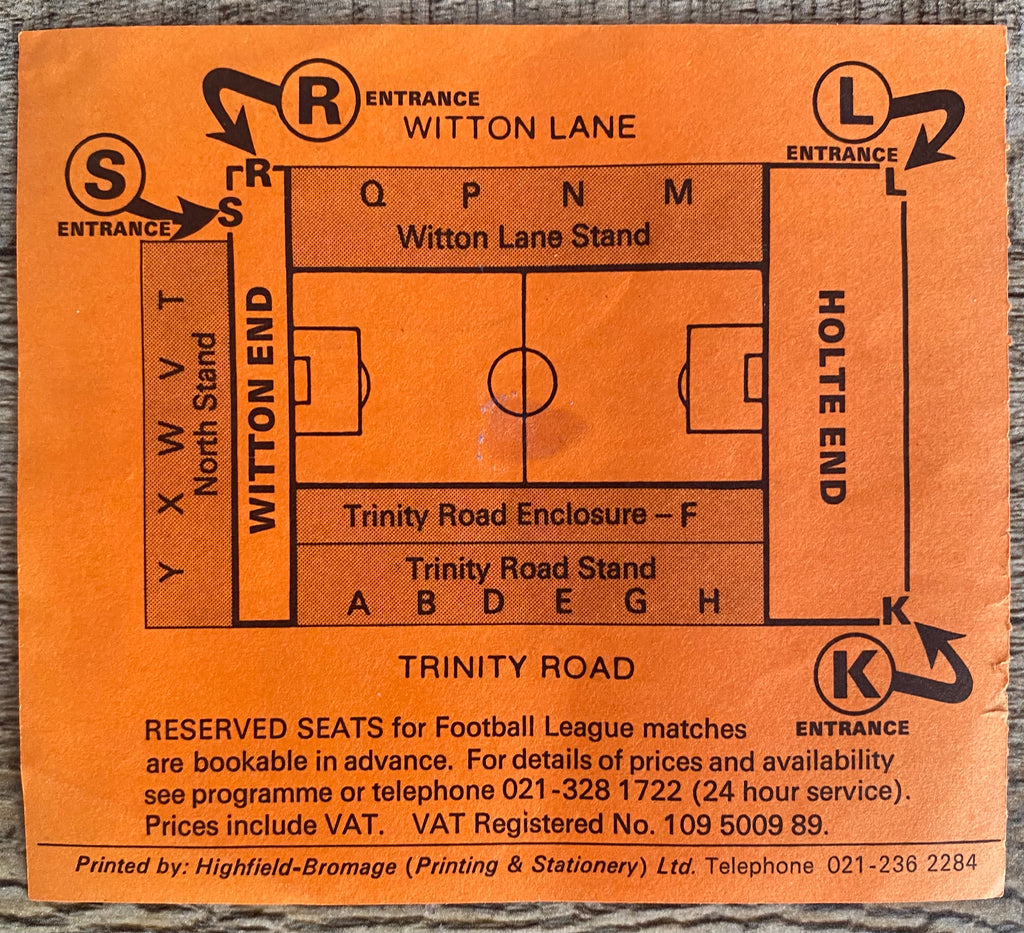 R ENTRANCE
WITTON LANE
L
ENTRANCE
S
ENTRANCE
R
S
L
Q P N M
Witton Lane Stand
Y X W V T
North Stand
WITTON END
HOLTE END
Trinity Road Enclosure – F
Trinity Road Stand
A B D E G H
K
TRINITY ROAD
K
ENTRANCE
RESERVED SEATS for Football League matches
are bookable in advance. For details of prices and availability
see programme or telephone 021-328 1722 (24 hour service).
Prices include VAT. VAT Registered No. 109 5009 89.
Printed by: Highfield-Bromage (Printing & Stationery) Ltd. Telephone 021-236 2284